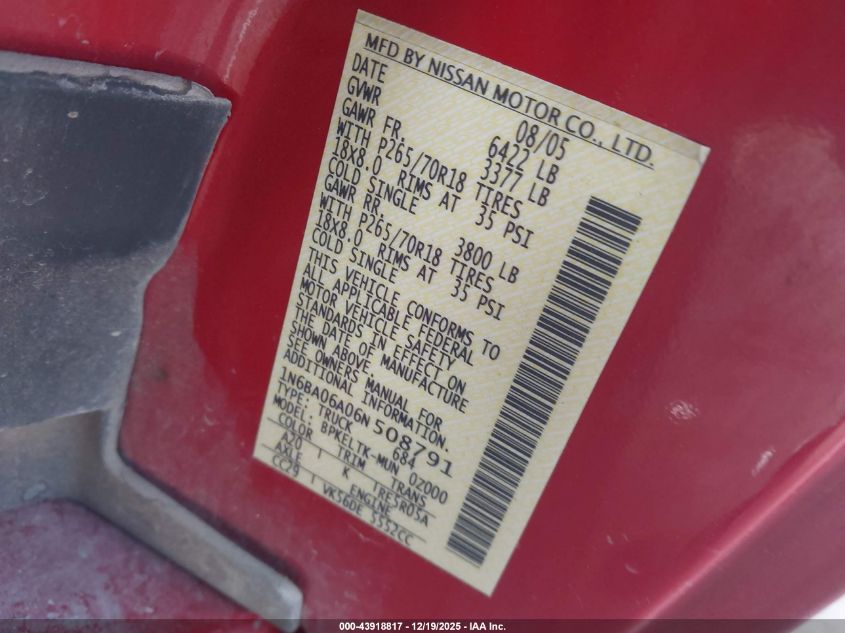 MFD BY NISSAN MOTOR CO., LTD.
DATE 08/05
GVWR 6422 LB
GAWR FR. 3377 LB
WITH P265/70R18 TIRES
18X8.0 RIMS AT 35 PSI
COLD SINGLE
GAWR RR. 3800 LB
WITH P265/70R18 TIRES
18X8.0 RIMS AT 35 PSI
COLD SINGLE
THIS VEHICLE CONFORMS TO
ALL APPLICABLE FEDERAL
MOTOR VEHICLE SAFETY
STANDARDS IN EFFECT ON
THE DATE OF MANUFACTURE
SHOWN ABOVE.
SEE OWNERS MANUAL FOR
ADDITIONAL INFORMATION.
1N6BA06A06N508791
TYPE: TRUCK 684
MODEL: BPKELTK-MUN 0Z000
COLOR TRIM TRANS
A20 K RE5R05A
AXLE ENGINE
CC29 VK56DE 5552CC
000-43918817 - 12/19/2025 - IAA Inc.